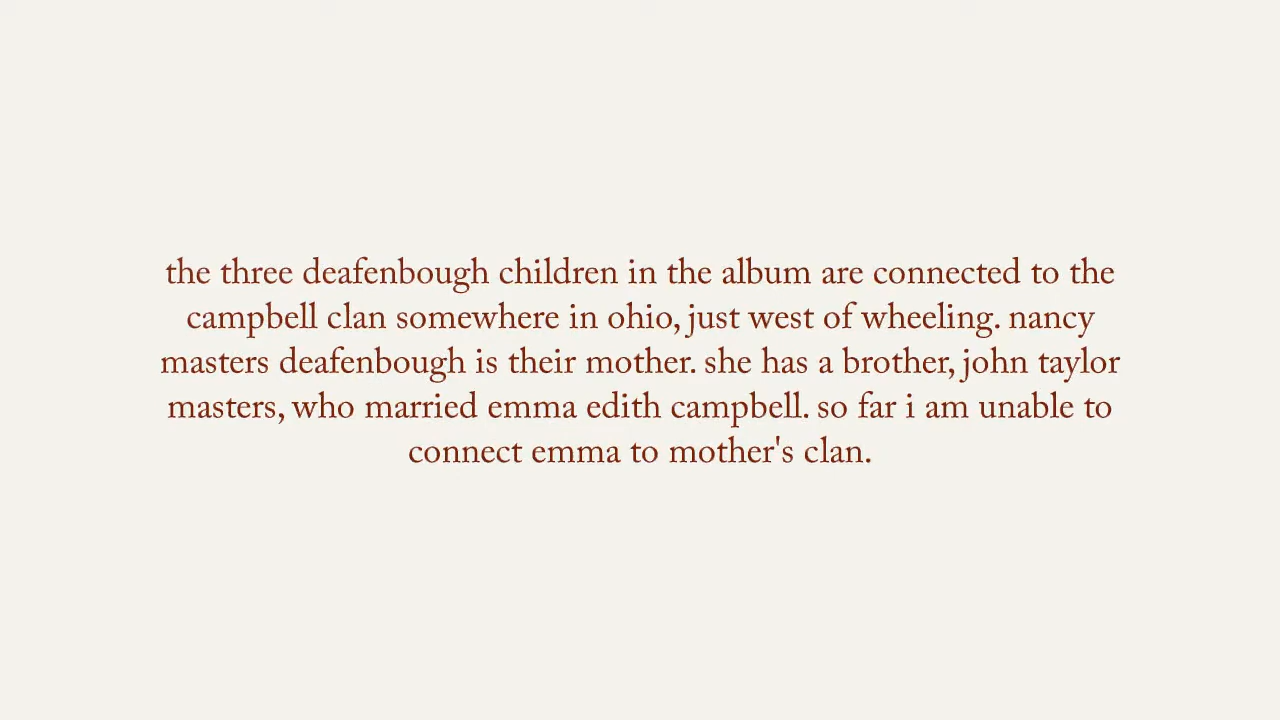 the three deafenbough children in the album are connected to the
campbell clan somewhere in ohio, just west of wheeling. nancy
masters deafenbough is their mother. she has a brother, john taylor
masters, who married emma edith campbell. so far i am unable to
connect emma to mother's clan.